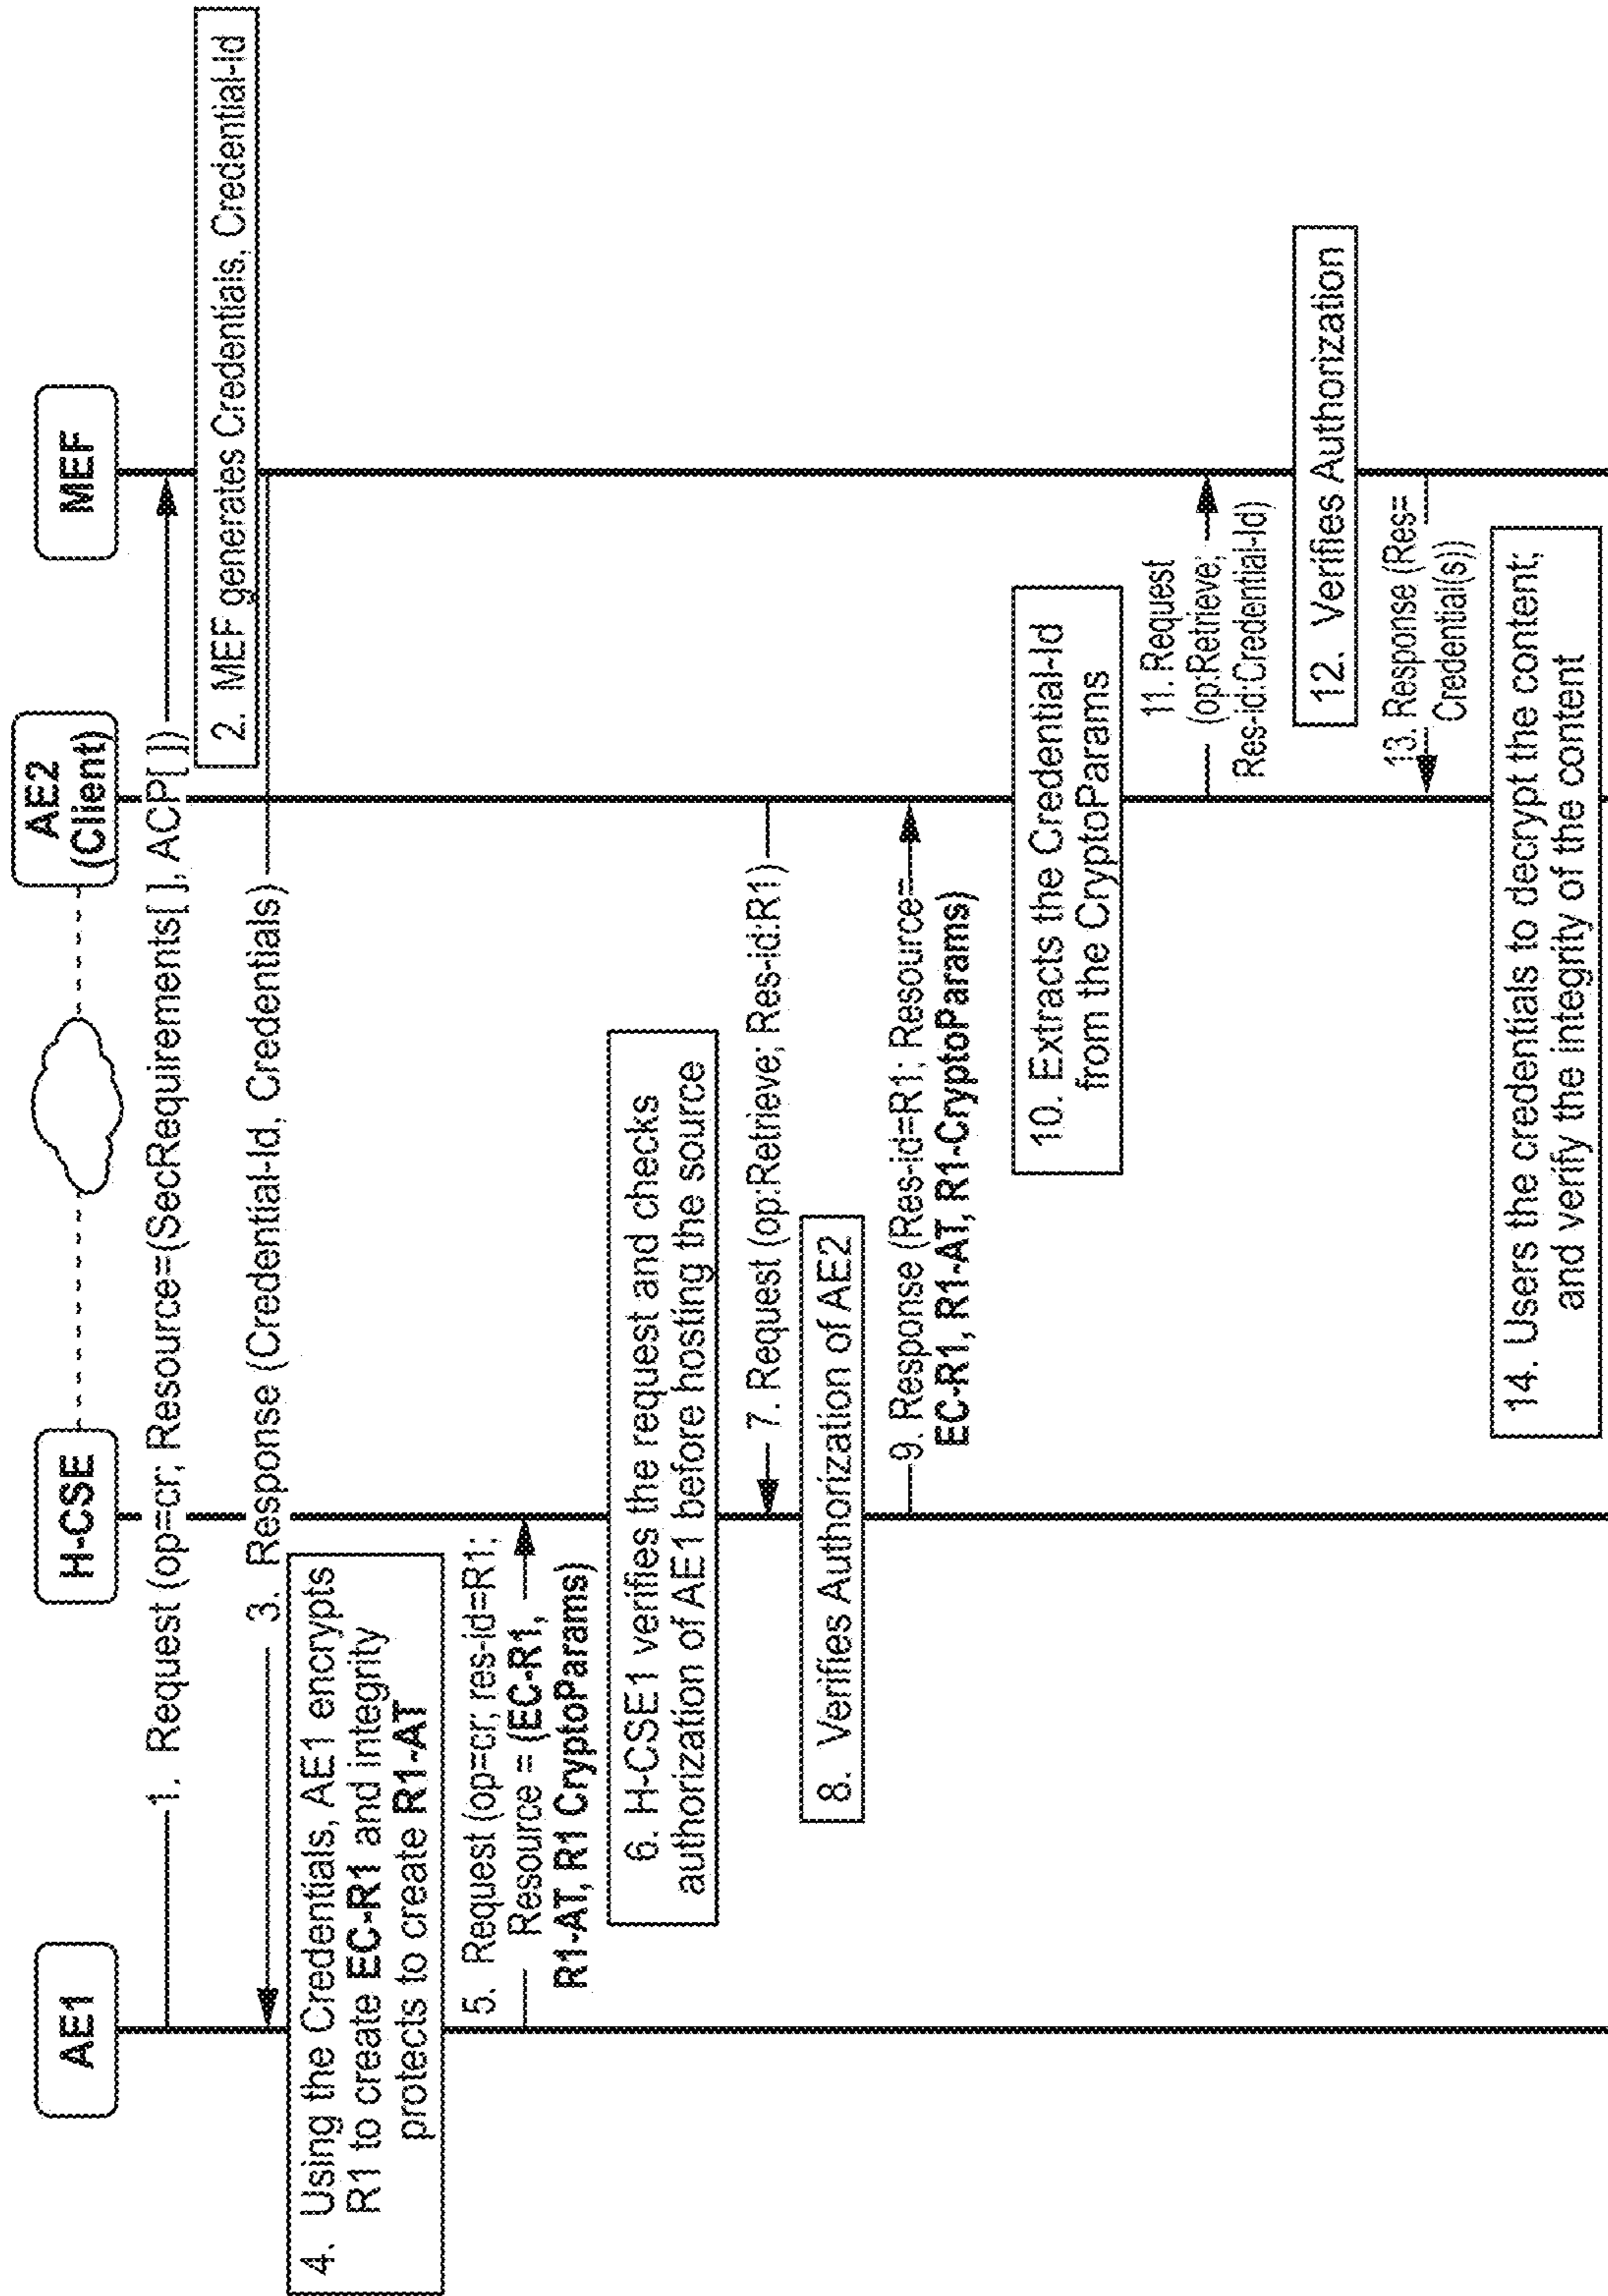 AE1
H-CSE
AE2
(Client)
MEF
1. Request (op=cr; Resource=(SecRequirements[ ], ACP[ ])
2. MEF generates Credentials, Credential-Id
3. Response (Credential-Id, Credentials)
4. Using the Credentials, AE1 encrypts
R1 to create EC-R1 and integrity
protects to create R1-AT
5. Request (op=cr; res-id=R1;
Resource = (EC-R1,
R1-AT, R1 CryptoParams)
6. H-CSE1 verifies the request and checks
authorization of AE1 before hosting the source
7. Request (op:Retrieve; Res-id:R1)
8. Verifies Authorization of AE2
9. Response (Res-id=R1; Resource=
EC-R1, R1-AT, R1-CryptoParams)
10. Extracts the Credential-Id
from the CryptoParams
11. Request
(op:Retrieve;
Res-id:Credential-Id)
12. Verifies Authorization
13. Response (Res=
Credential(s))
14. Users the credentials to decrypt the content;
and verify the integrity of the content